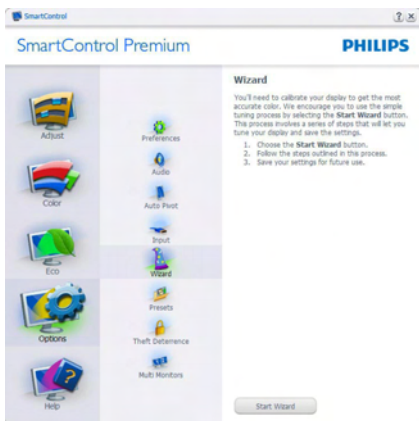 SmartControl
SmartControl Premium
PHILIPS
Adjust
Color
Eco
Options
Help
Preferences
Audio
Auto Pivot
Input
Wizard
Presets
Theft Deterrence
Multi Monitors
Wizard
You'll need to calibrate your display to get the most
accurate color. We encourage you to use the simple
tuning process by selecting the Start Wizard button.
This process involves a series of steps that will let you
tune your display and save the settings.
1. Choose the Start Wizard button.
2. Follow the steps outlined in this process.
3. Save your settings for future use.
Start Wizard